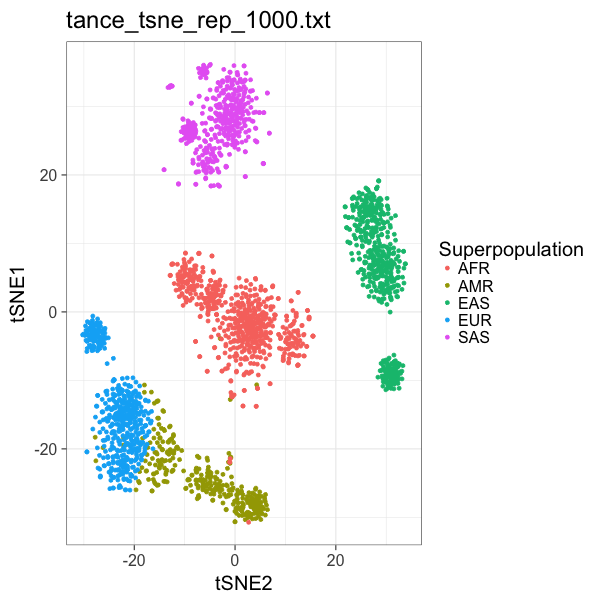 tance_tsne_rep_1000.txt
20
0
-20
tSNE1
-20
0
20
tSNE2
Superpopulation
AFR
AMR
EAS
EUR
SAS